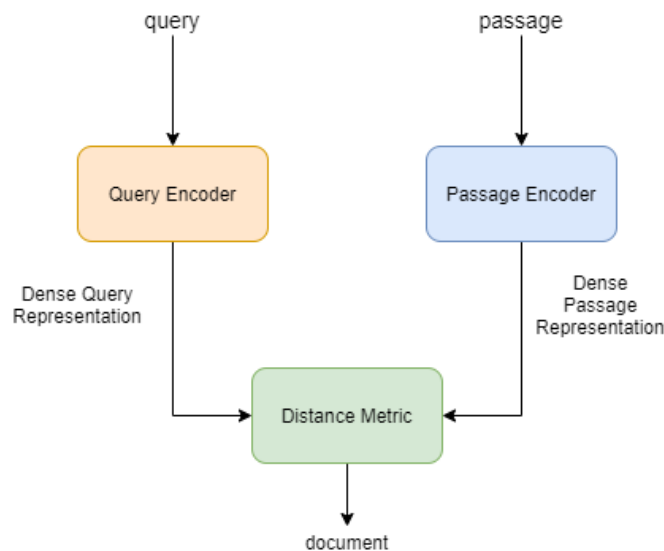 query
passage
Query Encoder
Passage Encoder
Dense Query
Representation
Dense
Passage
Representation
Distance Metric
document